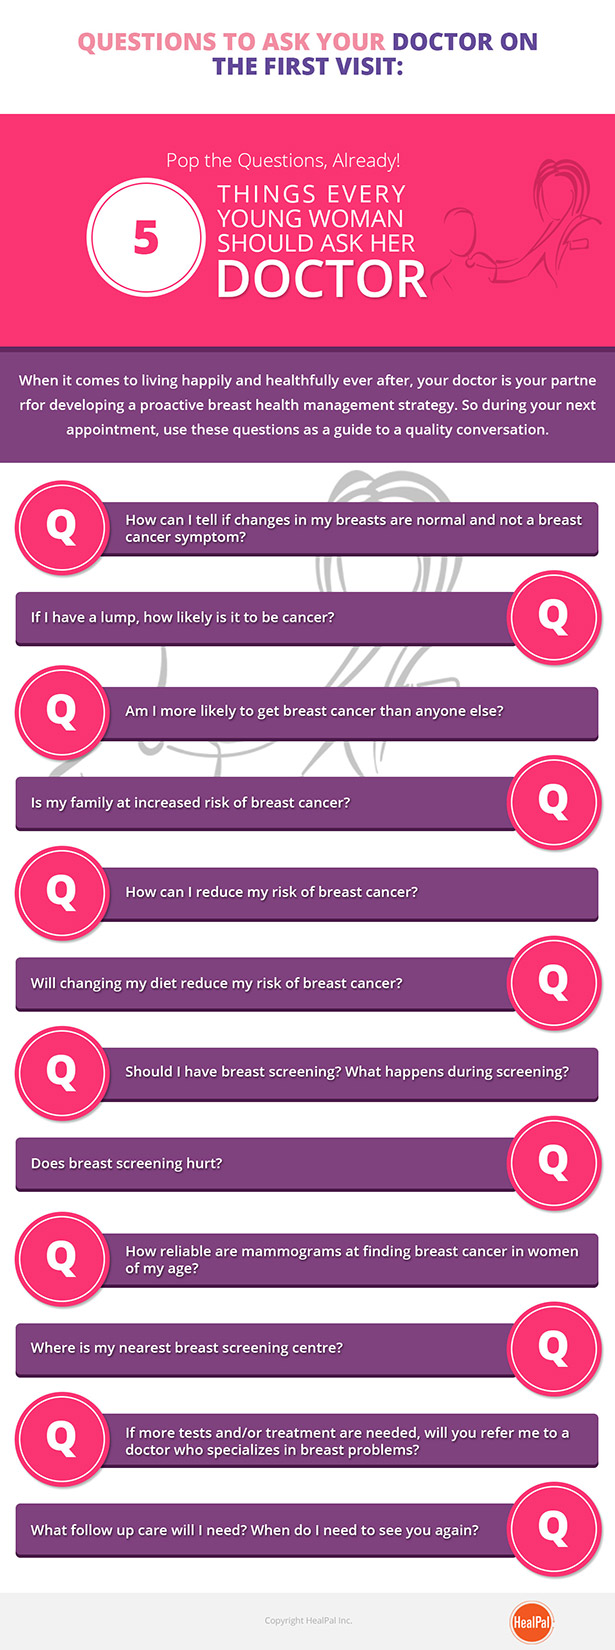 QUESTIONS TO ASK YOUR DOCTOR ON
THE FIRST VISIT:
Pop the Questions, Already!
5
THINGS EVERY
YOUNG WOMAN
SHOULD ASK HER
DOCTOR
When it comes to living happily and healthfully ever after, your doctor is your partne
rfor developing a proactive breast health management strategy. So during your next
appointment, use these questions as a guide to a quality conversation.
Q
How can I tell if changes in my breasts are normal and not a breast
cancer symptom?
If I have a lump, how likely is it to be cancer?
Q
Q
Am I more likely to get breast cancer than anyone else?
Is my family at increased risk of breast cancer?
Q
Q
How can I reduce my risk of breast cancer?
Will changing my diet reduce my risk of breast cancer?
Q
Q
Should I have breast screening? What happens during screening?
Does breast screening hurt?
Q
Q
How reliable are mammograms at finding breast cancer in women
of my age?
Where is my nearest breast screening centre?
Q
Q
If more tests and/or treatment are needed, will you refer me to a
doctor who specializes in breast problems?
What follow up care will I need? When do I need to see you again?
Q
Copyright HealPal Inc.
HealPal